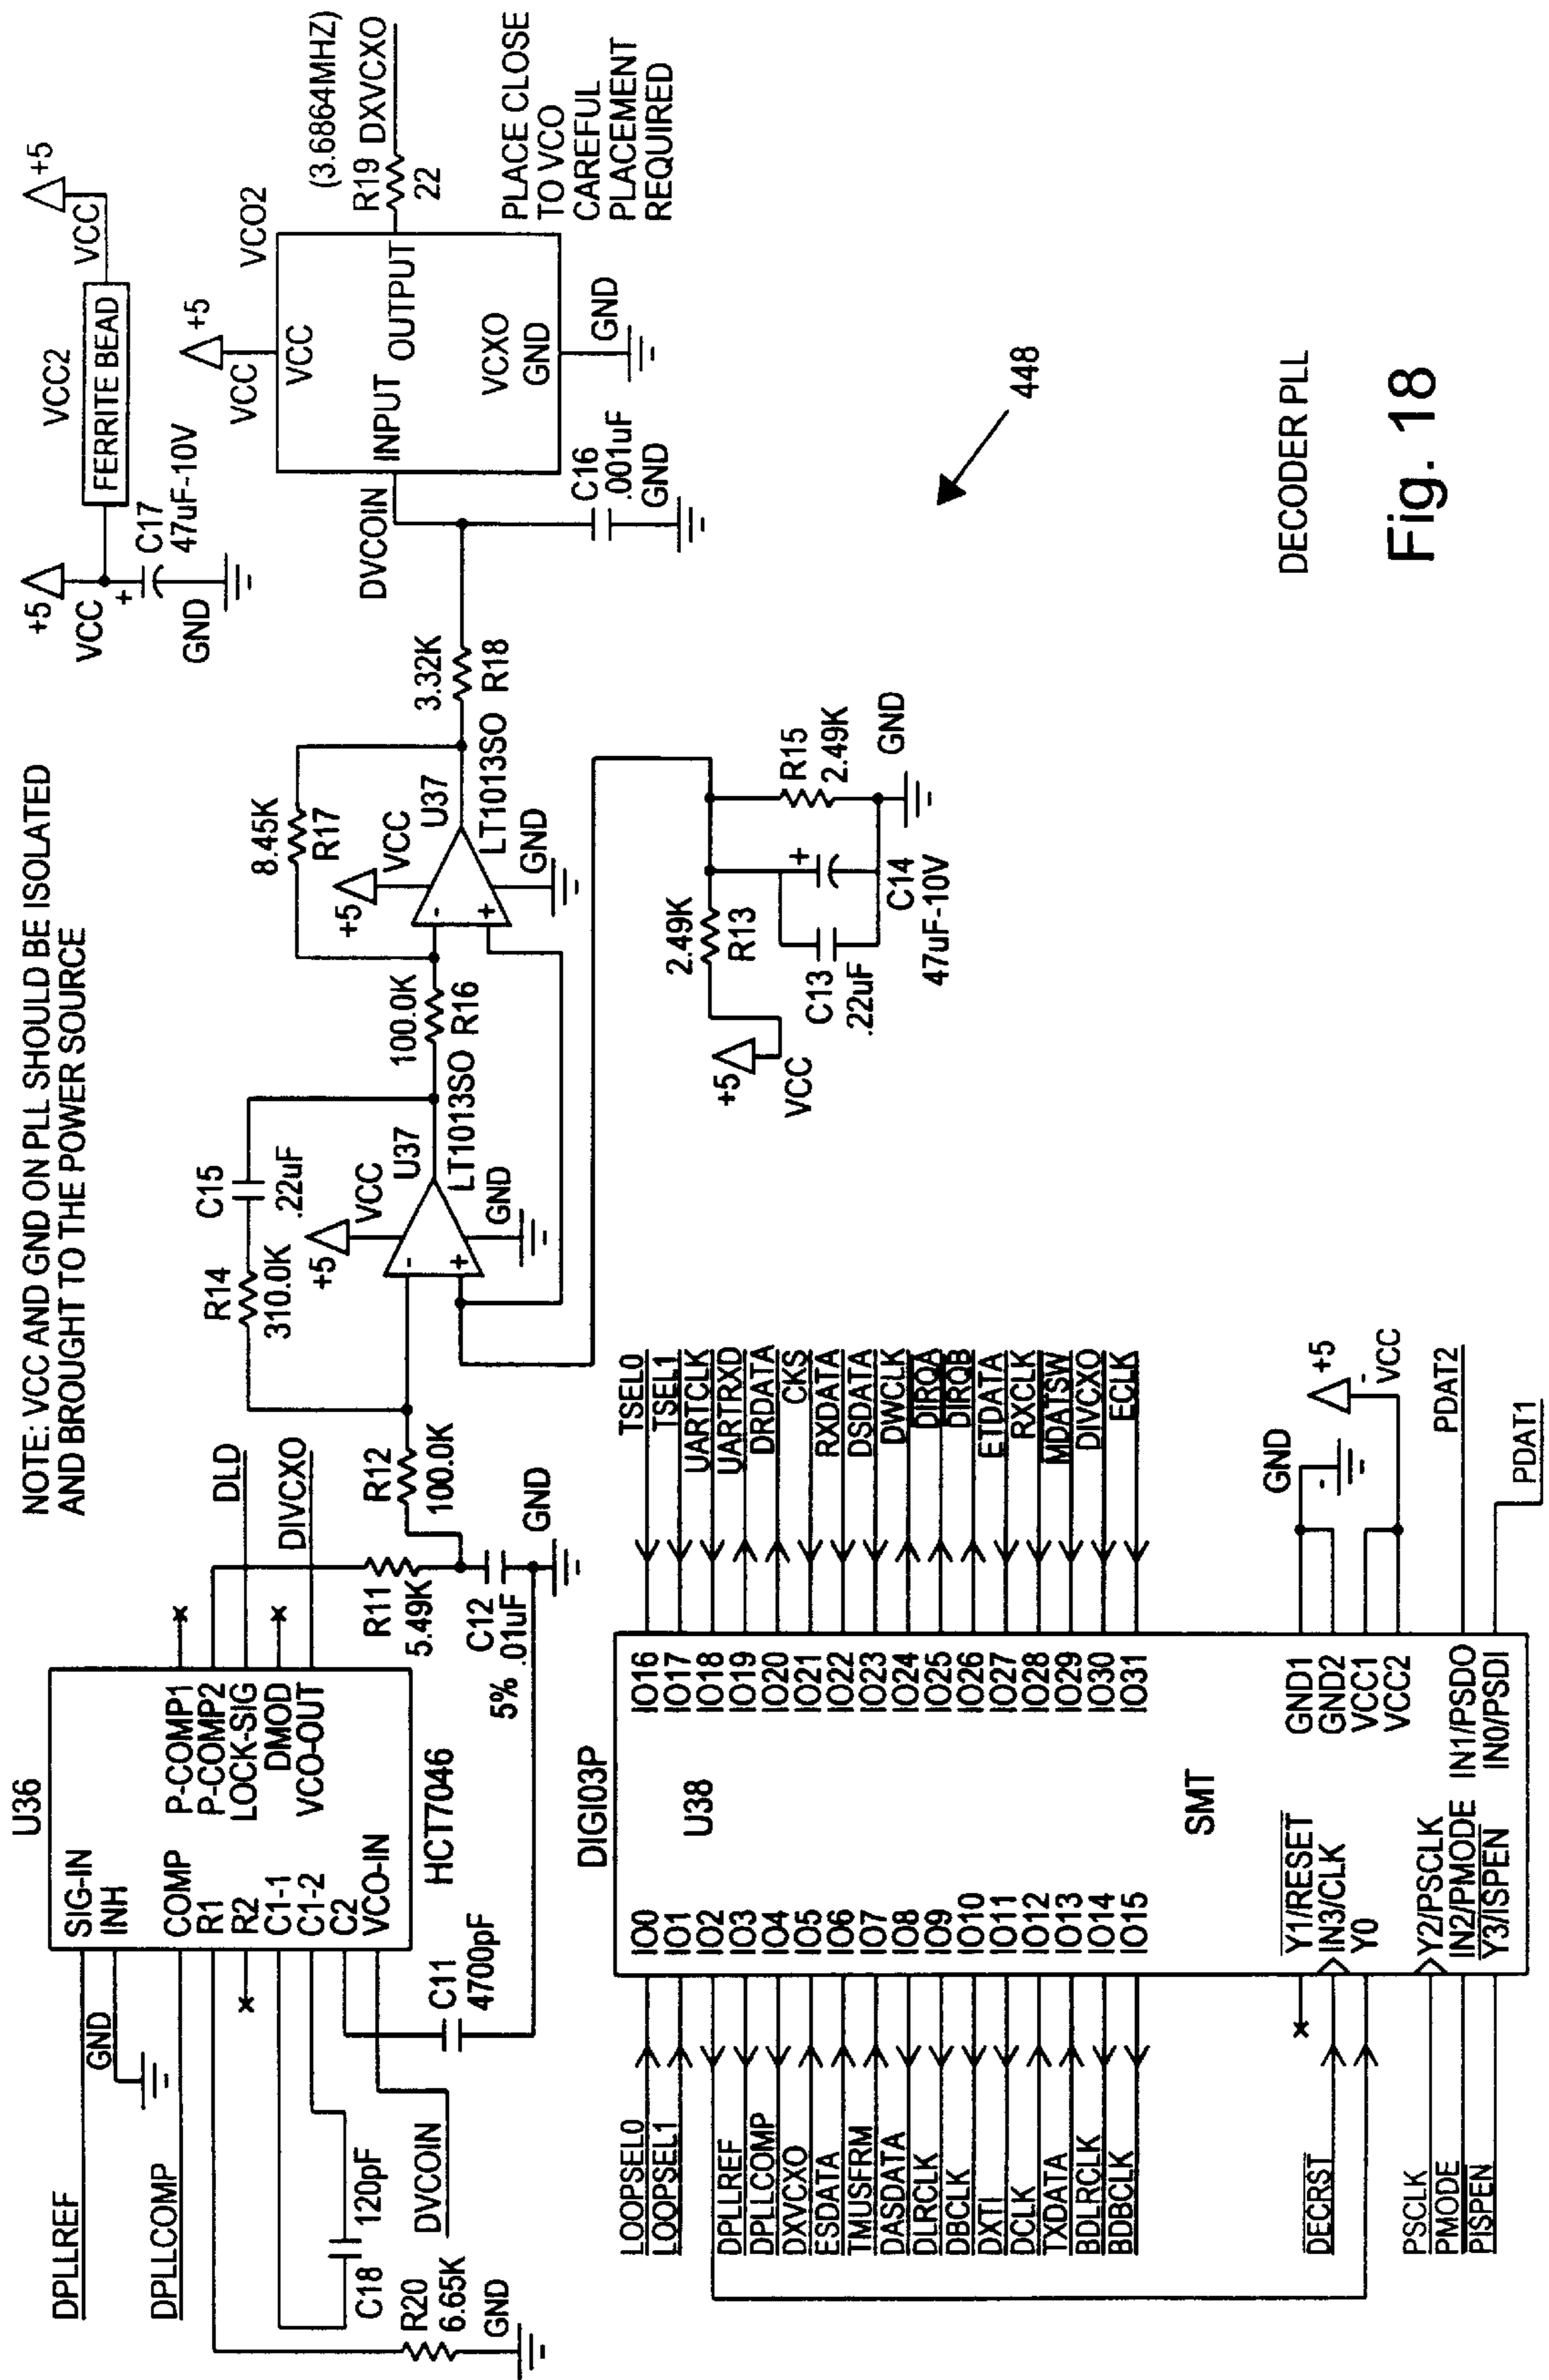 NOTE: VCC AND GND ON PLL SHOULD BE ISOLATED
AND BROUGHT TO THE POWER SOURCE
U36
SIG-IN
INH
COMP
R1
R2
C1-1
C1-2
C2
VCO-IN
P-COMP1
P-COMP2
LOCK-SIG
DMOD
VCO-OUT
HCT7046
DPLLREF
GND
DPLLCOMP
DLD
DIVCXO
C18
120pF
DVCOIN
R20
6.65K
GND
C11
4700pF
R11
5.49K
C12
.01uF
5%
GND
R12
100.0K
R14
310.0K
C15
.22uF
+5
VCC
-
+
U37
LT1013SO
GND
100.0K
R16
8.45K
R17
+5
VCC
-
+
U37
LT1013SO
GND
3.32K
R18
2.49K
R13
+5
VCC
C13
.22uF
+
C14
47uF-10V
R15
2.49K
GND
DVCOIN
C16
.001uF
GND
+5
VCC
+
C17
47uF-10V
GND
VCC2
FERRITE BEAD
VCC
+5
+5
VCC
VCO2
VCC
INPUT
OUTPUT
VCXO
GND
GND
(3.6864MHZ)
R19 DXVCXO
22
PLACE CLOSE
TO VCO
CAREFUL
PLACEMENT
REQUIRED
DIGI03P
U38
SMT
LOOPSEL0
LOOPSEL1
DPLLREF
DPLLCOMP
DXVCXO
ESDATA
TMUSFRM
DASDATA
DLRCLK
DBCLK
DXTI
DCLK
TXDATA
BDLRCLK
BDBCLK
DECRST
PSCLK
PMODE
PISPEN
IO0
IO1
IO2
IO3
IO4
IO5
IO6
IO7
IO8
IO9
IO10
IO11
IO12
IO13
IO14
IO15
Y1/RESET
IN3/CLK
Y0
Y2/PSCLK
IN2/PMODE
Y3/ISPEN
IO16
IO17
IO18
IO19
IO20
IO21
IO22
IO23
IO24
IO25
IO26
IO27
IO28
IO29
IO30
IO31
GND1
GND2
VCC1
VCC2
IN1/PSDO
IN0/PSDI
TSEL0
TSEL1
UARTCLK
UARTRXD
DRDATA
CKS
RXDATA
DSDATA
DWCLK
DIRQA
DIRQB
ETDATA
RXCLK
MDATSW
DIVCXO
ECLK
GND
+5
VCC
PDAT2
PDAT1
448
DECODER PLL
Fig. 18